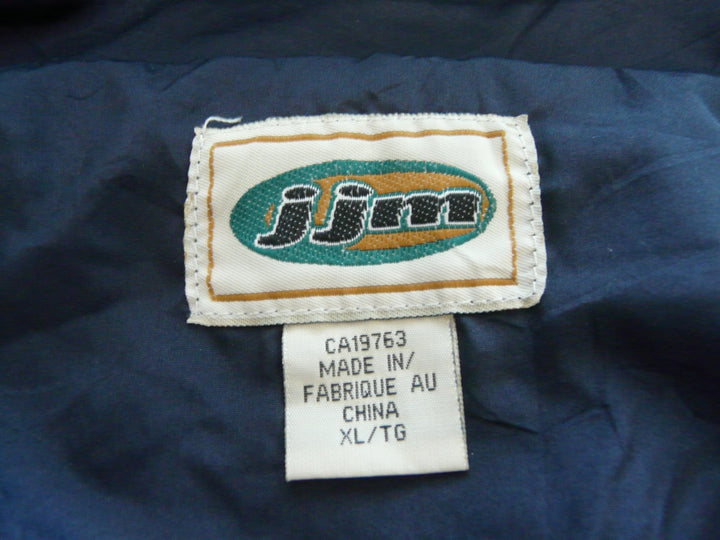 jjm
CA19763
MADE IN/
FABRIQUE AU
CHINA
XL/TG